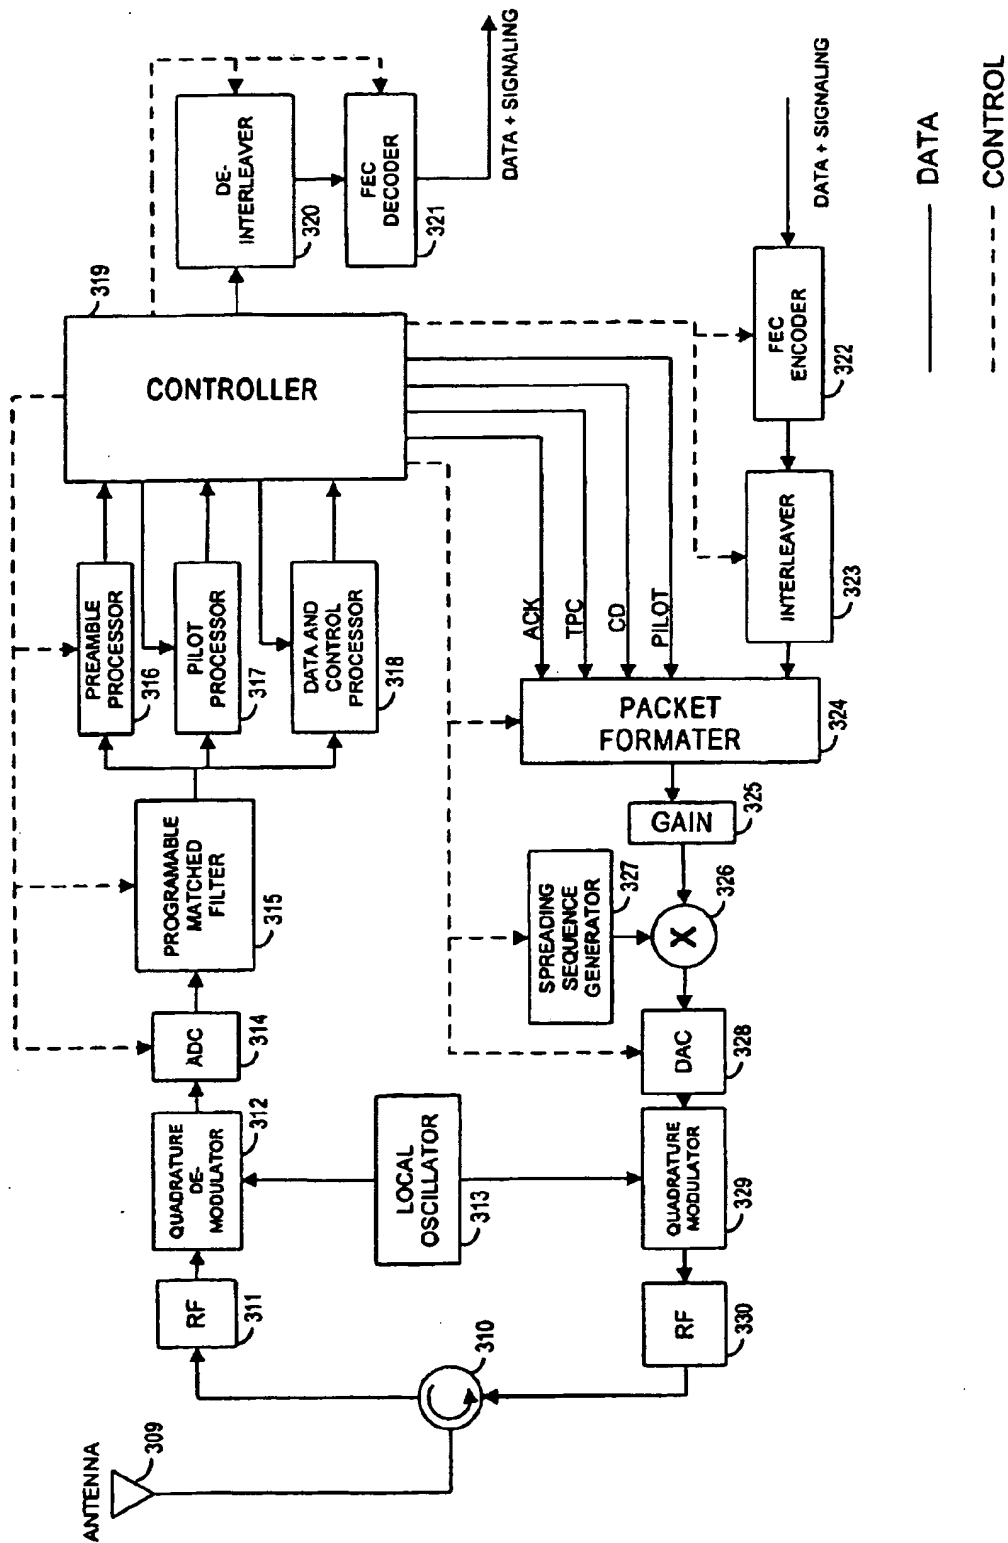 ANTENNA
309
310
RF
311
QUADRATURE
DE-
MODULATOR
312
LOCAL
OSCILLATOR
313
ADC
314
PROGRAMABLE
MATCHED
FILTER
315
PREAMBLE
PROCESSOR
316
PILOT
PROCESSOR
317
DATA AND
CONTROL
PROCESSOR
318
CONTROLLER
319
DE-
INTERLEAVER
320
FEC
DECODER
321
DATA + SIGNALING
DATA + SIGNALING
FEC
ENCODER
322
INTERLEAVER
323
ACK
TPC
CD
PILOT
PACKET
FORMATER
324
GAIN
325
X
326
SPREADING
SEQUENCE
GENERATOR
327
DAC
328
QUADRATURE
MODULATOR
329
RF
330
DATA
CONTROL